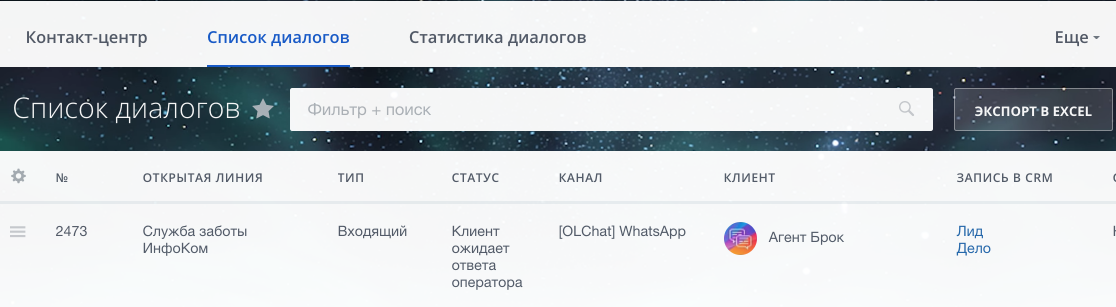 Контакт-центр Список диалогов Статистика диалогов Еще
Список диалогов Фильтр + поиск ЭКСПОРТ В EXCEL
№ ОТКРЫТАЯ ЛИНИЯ ТИП СТАТУС КАНАЛ КЛИЕНТ ЗАПИСЬ В CRM
2473 Служба заботы Входящий Клиент [OLChat] WhatsApp Агент Брок Лид
ИнфоКом ожидает Дело
ответа
оператора